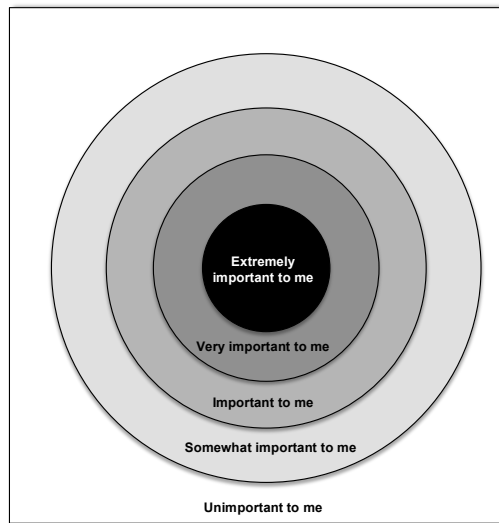 Extremely
important to me
Very important to me
Important to me
Somewhat important to me
Unimportant to me